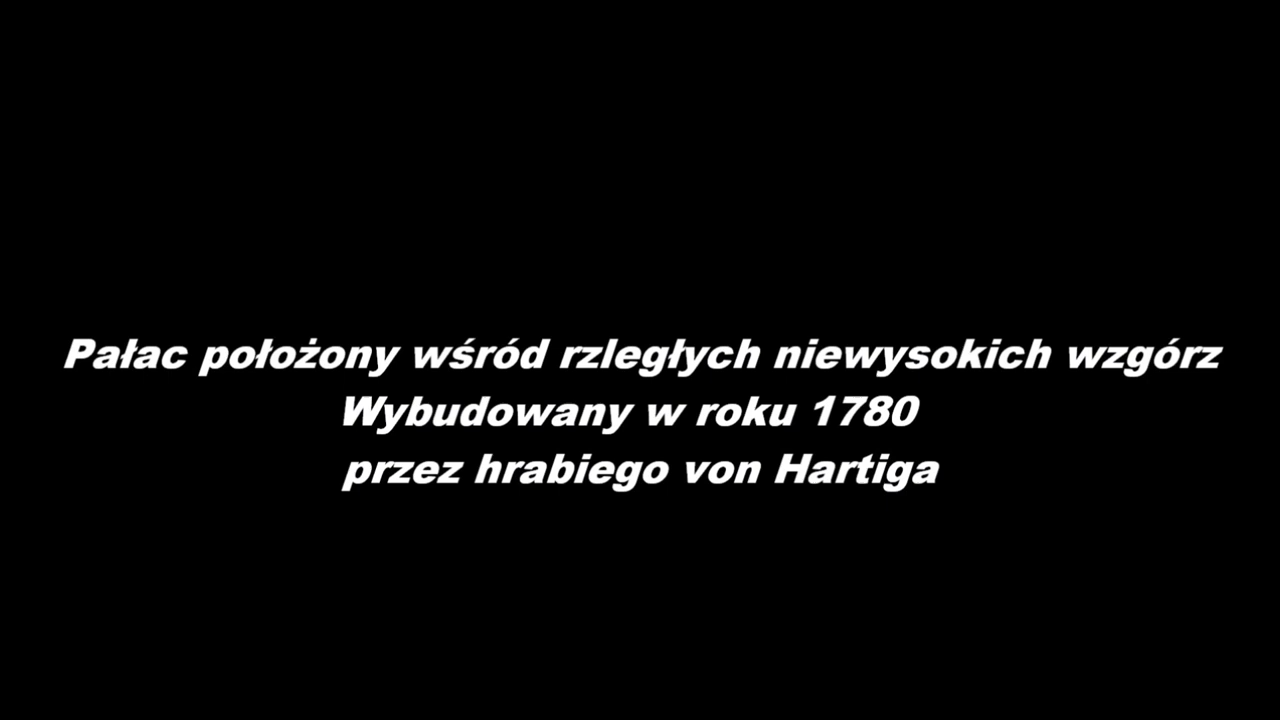 Pałac położony wśród rzległych niewysokich wzgórz
Wybudowany w roku 1780
przez hrabiego von Hartiga